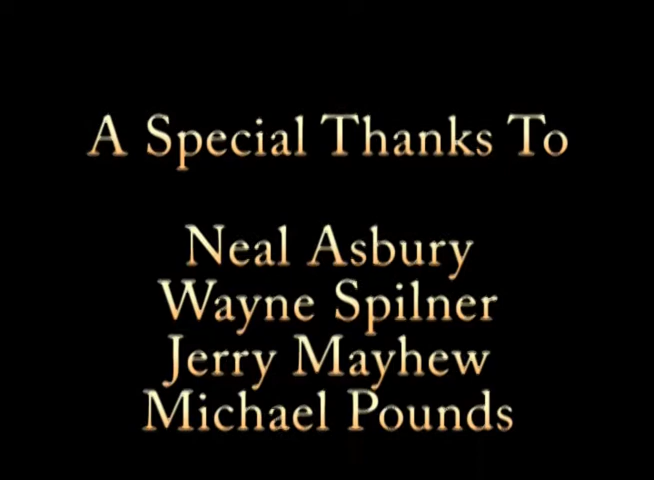 A Special Thanks To
Neal Asbury
Wayne Spilner
Jerry Mayhew
Michael Pounds